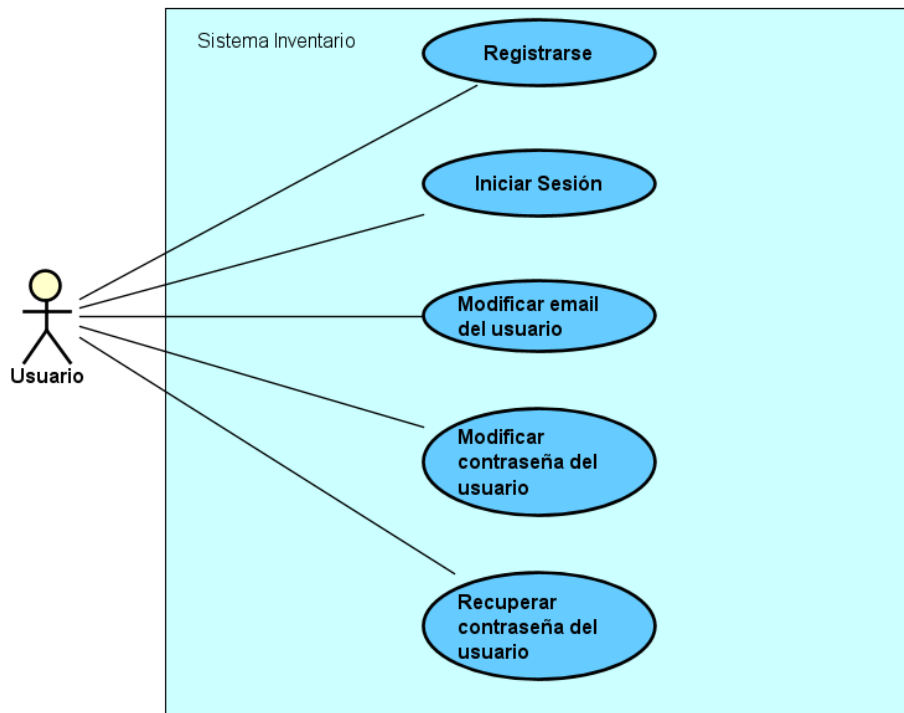 Sistema Inventario
Registrarse
Iniciar Sesión
Modificar email
del usuario
Usuario
Modificar
contraseña del
usuario
Recuperar
contraseña del
usuario